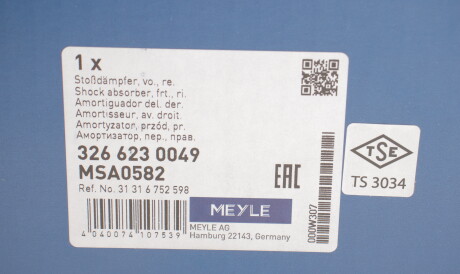 1 x
Stoßdämpfer, vo., re.
Shock absorber, frt., ri.
Amortiguador del. der.
Amortisseur, av. droit.
Amortyzator, przód, pr.
Амортизатор, пер., прав.
326 623 0049
MSA0582
Ref. No. 31 31 6 752 598
EAC
MEYLE
MEYLE AG
Hamburg 22143, Germany
4 040074 107539
000W307
TSE
TS 3034